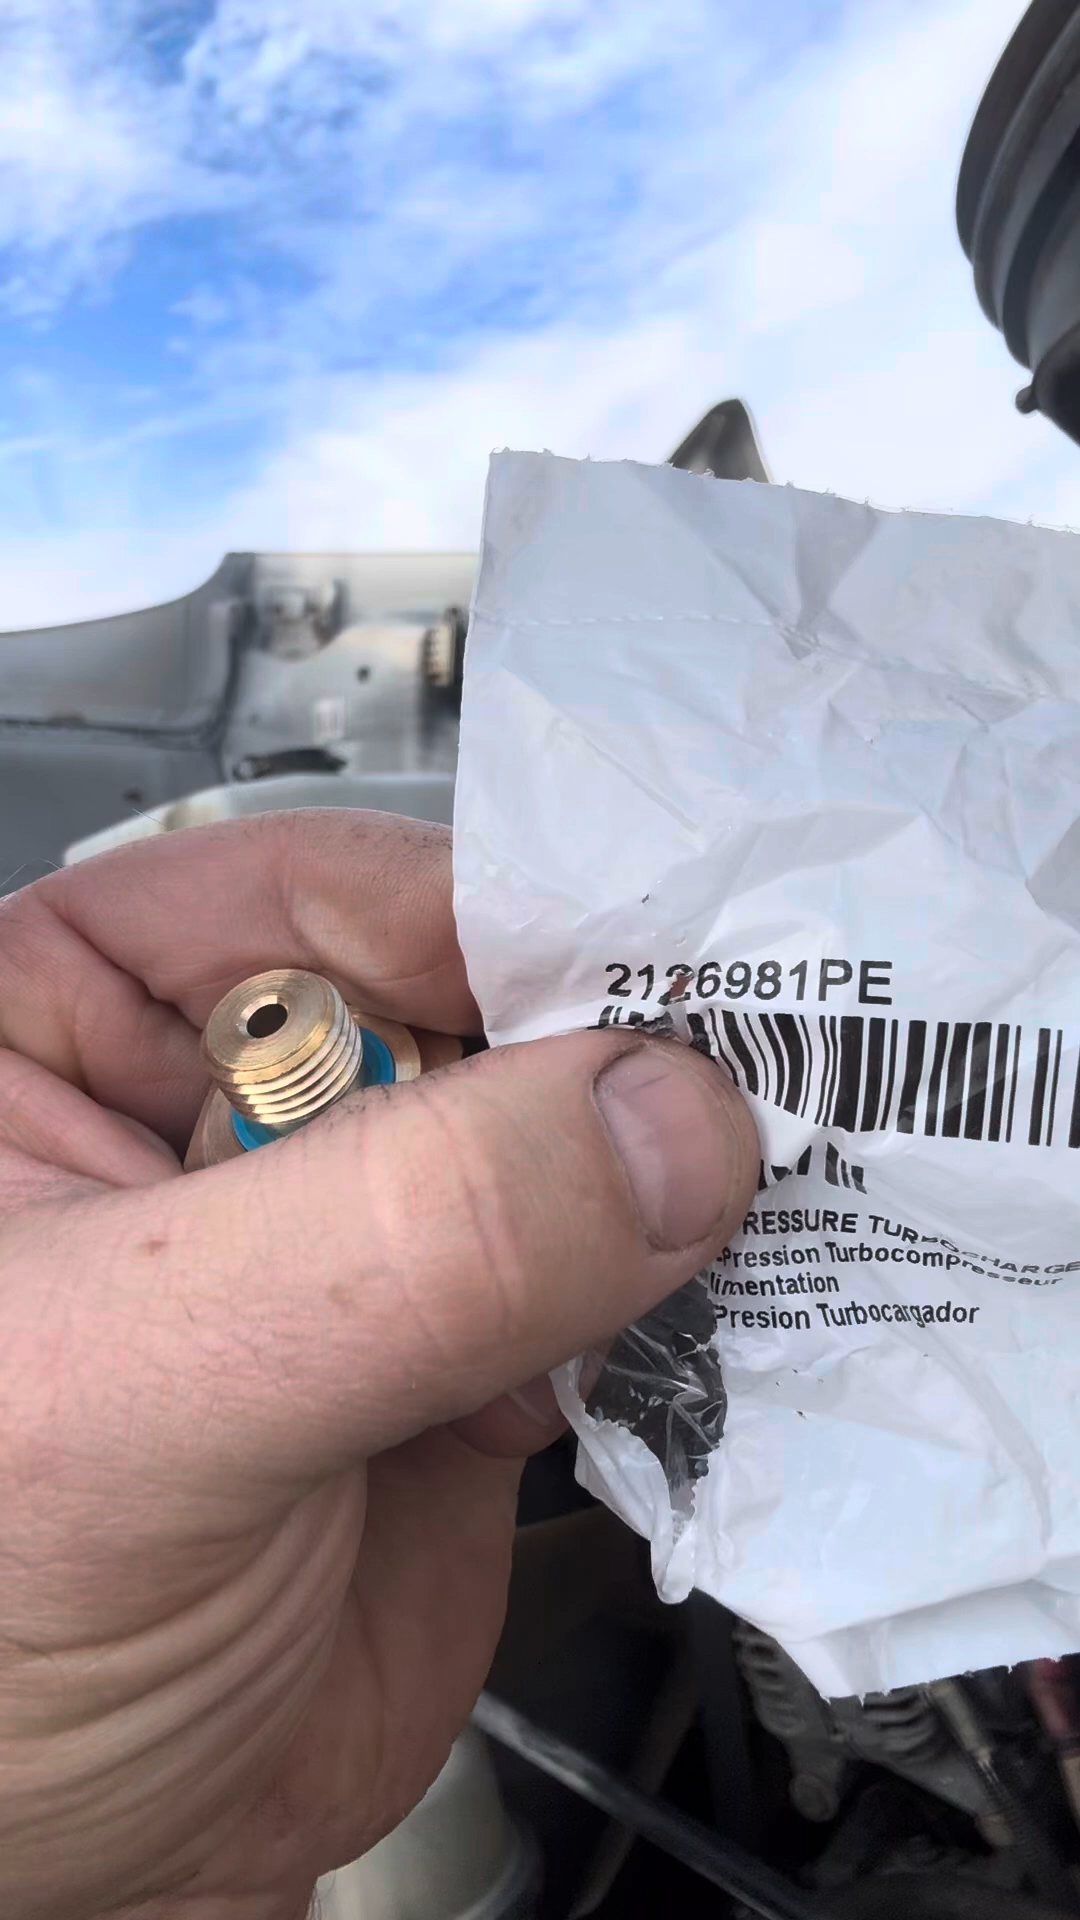 2126981PE
RESSURE TURBOCHARGE
-Pression Turbocompresseur
limentation
Presion Turbocargador